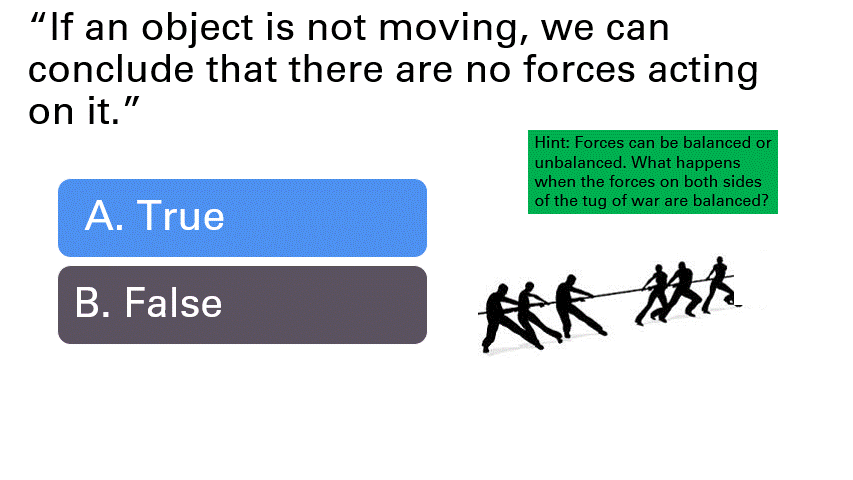 “If an object is not moving, we can
conclude that there are no forces acting
on it.”
Hint: Forces can be balanced or
unbalanced. What happens
when the forces on both sides
of the tug of war are balanced?
A. True
B. False